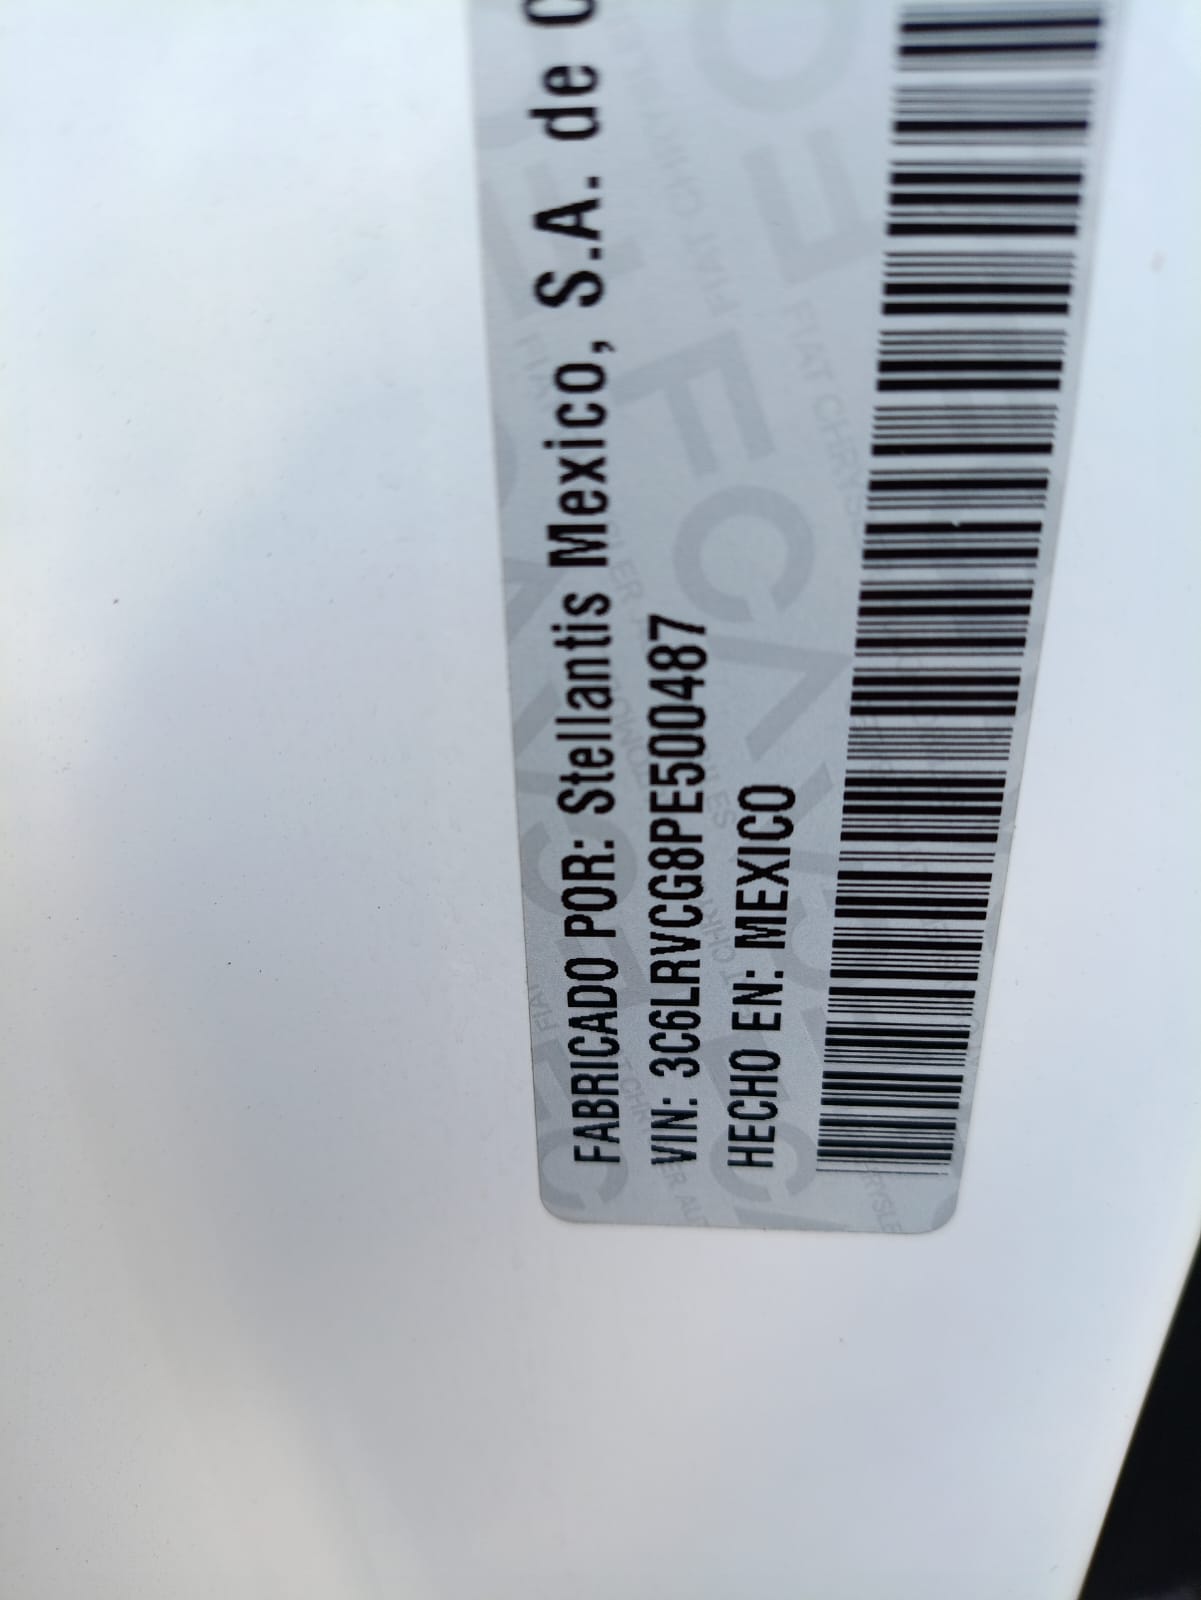 FABRICADO POR: Stellantis Mexico, S.A. de C
VIN: 3C6LRVCG8PE500487
HECHO EN: MEXICO